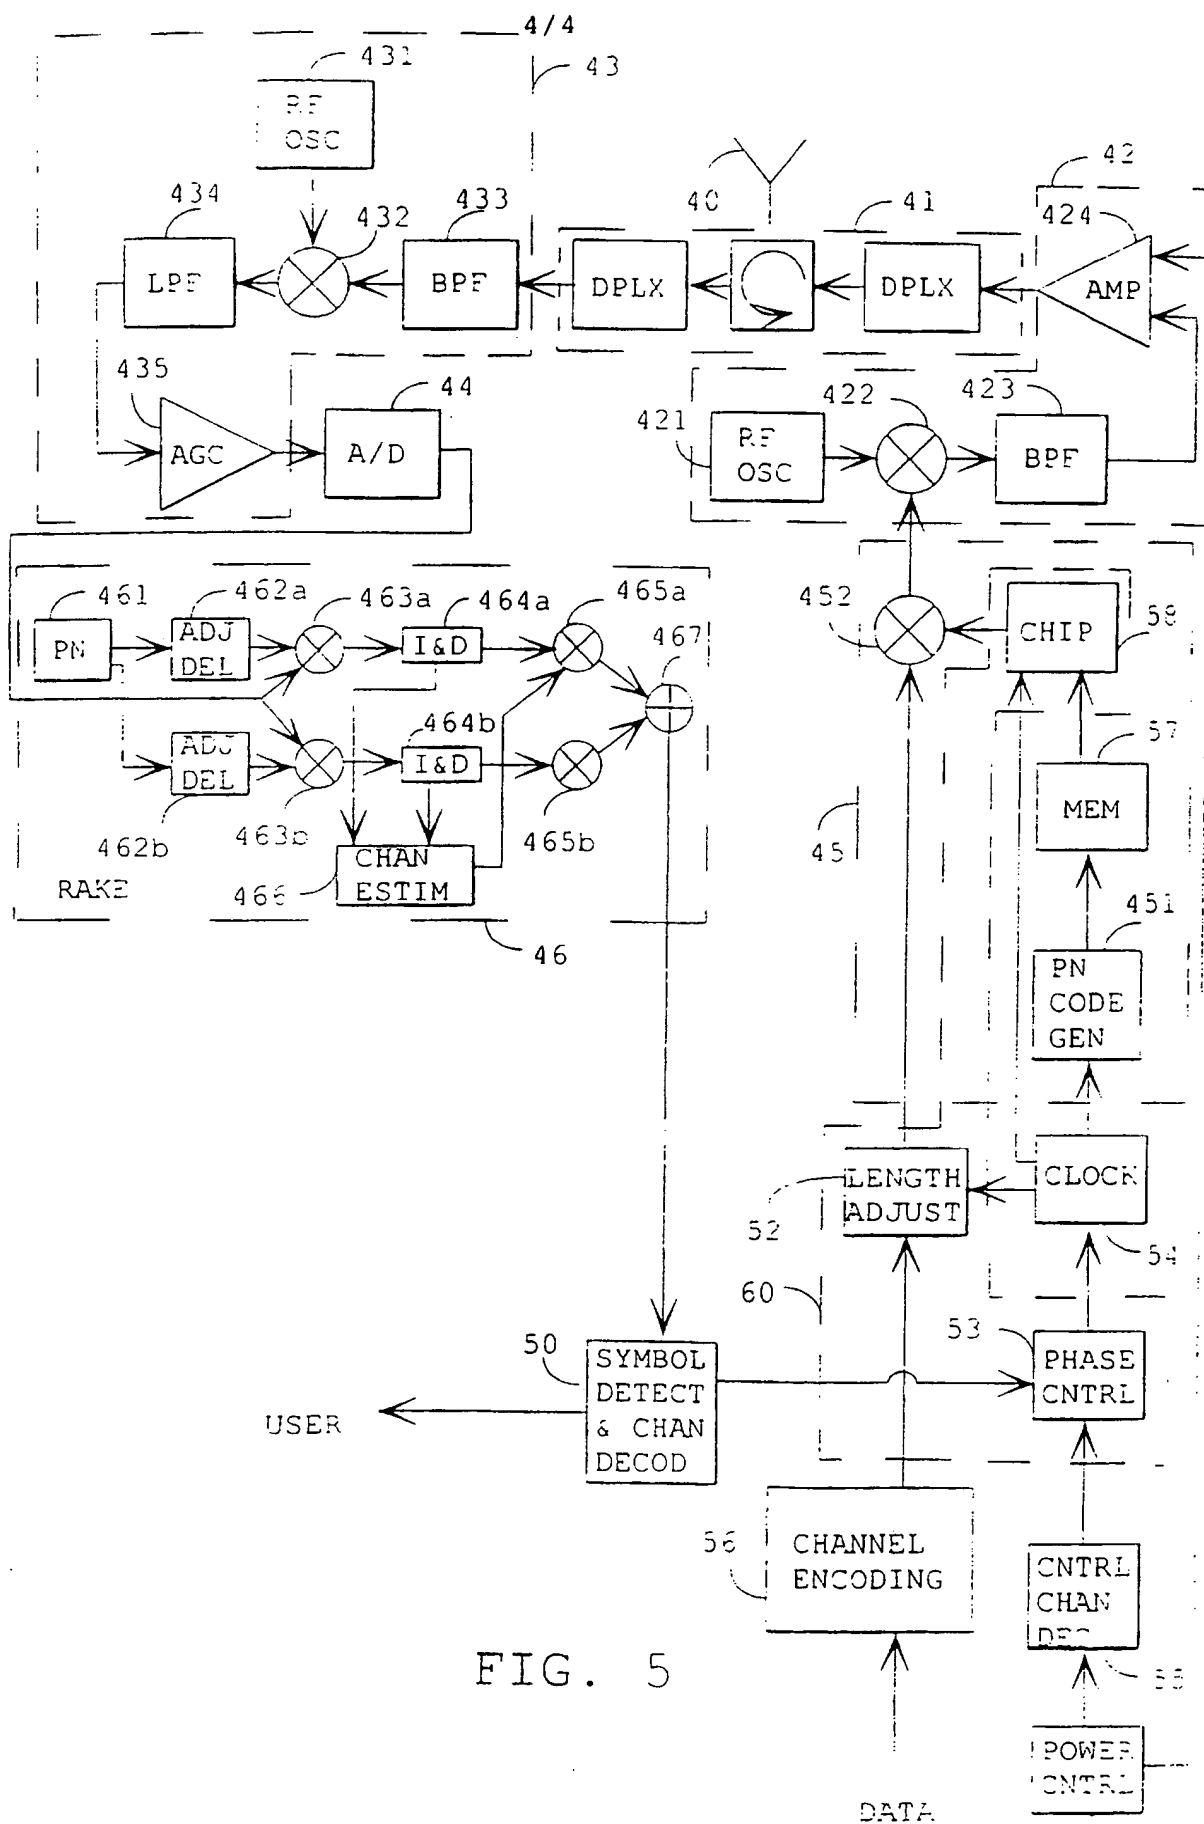 4/4
431
43
RF
OSC
40
42
434
432
433
41
424
LPF
BPF
DPLX
DPLX
AMP
435
44
422
423
421
AGC
A/D
RF
OSC
BPF
461
462a
463a
464a
465a
467
452
58
PN
ADJ
DEL
I&D
CHIP
464b
57
ADJ
DEL
I&D
MEM
462b
463b
465b
45
CHAN
ESTIM
466
RAKE
451
46
PN
CODE
GEN
LENGTH
ADJUST
CLOCK
52
54
60
53
50
SYMBOL
DETECT
& CHAN
DECOD
PHASE
CNTRL
USER
56
CHANNEL
ENCODING
CNTRL
CHAN
FIG. 5
POWER
CNTRL
DATA